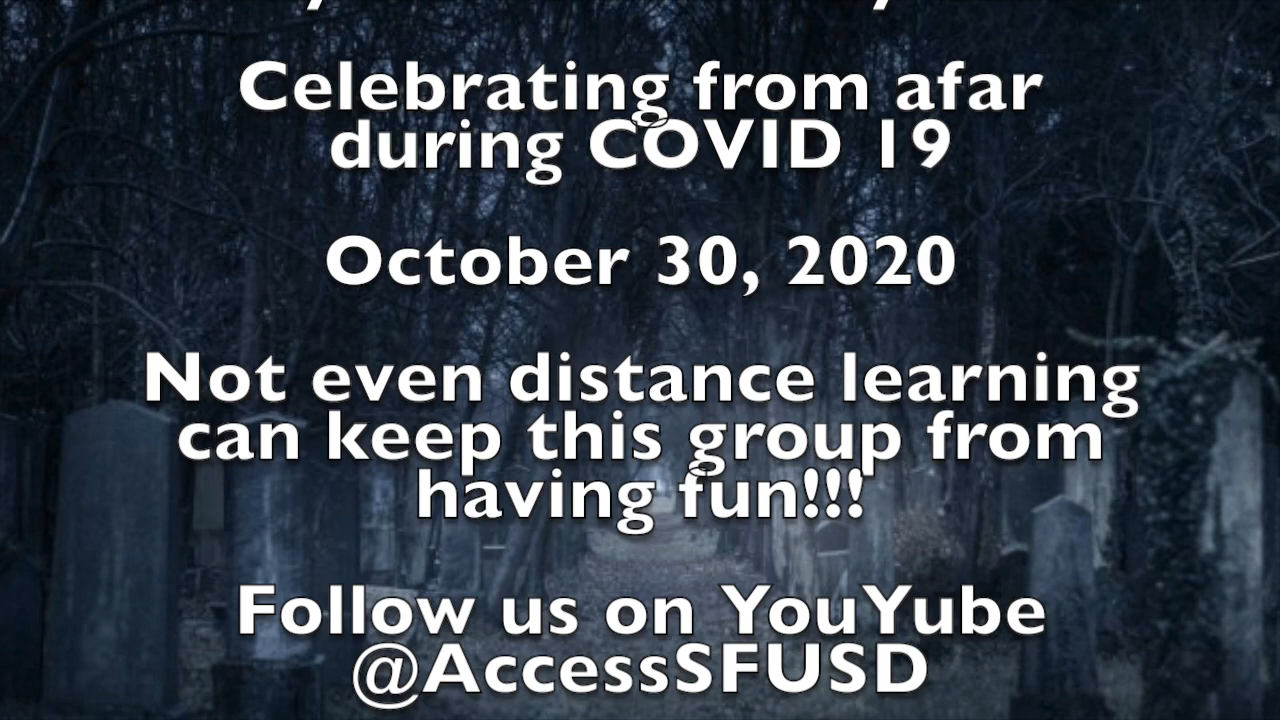 Celebrating from afar
during COVID 19
October 30, 2020
Not even distance learning
can keep this group from
having fun!!!
Follow us on YouYube
@AccessSFUSD